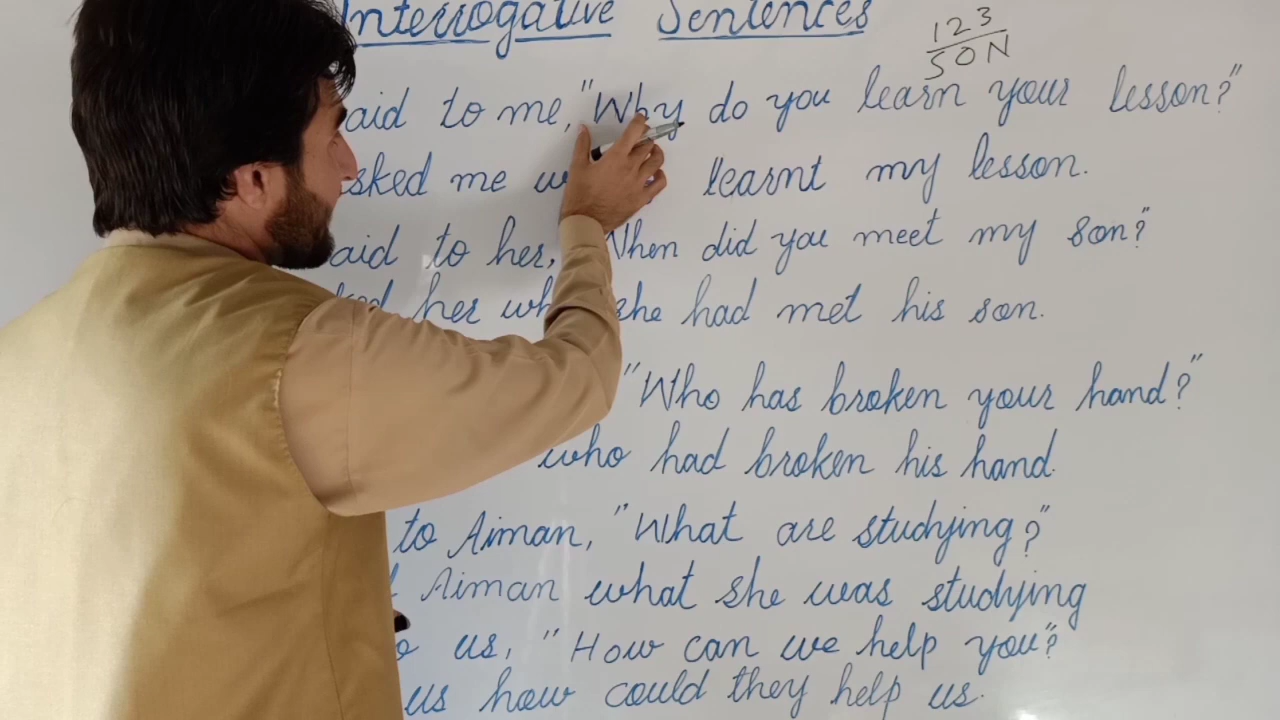 Interrogative Sentences
123
SON
aid to me, "Why do you learn your lesson?"
sked me learnt my lesson.
aid to her, When did you meet my son?"
her she had met his son.
"Who has broken your hand?"
who had broken his hand.
to Aiman, "What are studying?"
Aiman what she was studying
us, "How can we help you"?
us how could they help us.